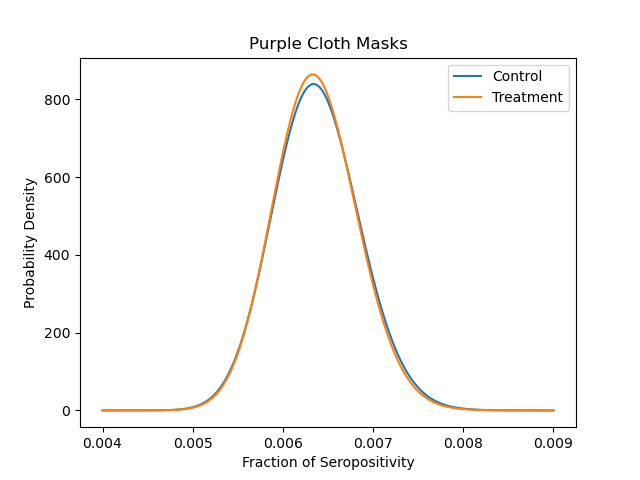 Purple Cloth Masks
Control
Treatment
Probability Density
800
600
400
200
0
0.004 0.005 0.006 0.007 0.008 0.009
Fraction of Seropositivity